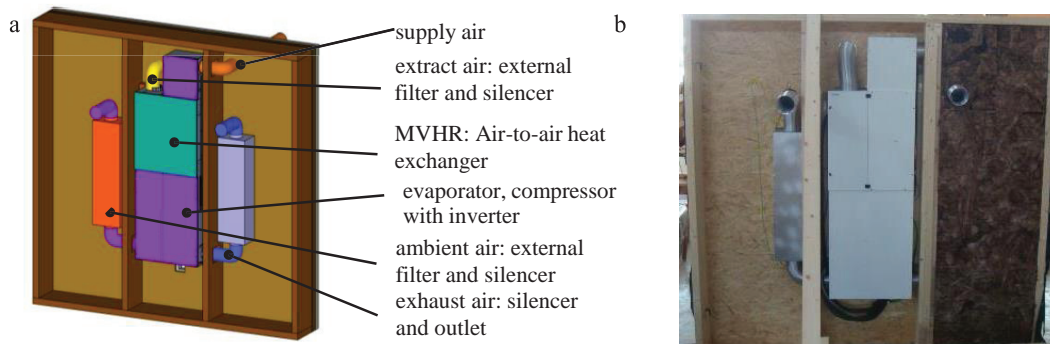 a
supply air
extract air: external
filter and silencer
MVHR: Air-to-air heat
exchanger
evaporator, compressor
with inverter
ambient air: external
filter and silencer
exhaust air: silencer
and outlet
b